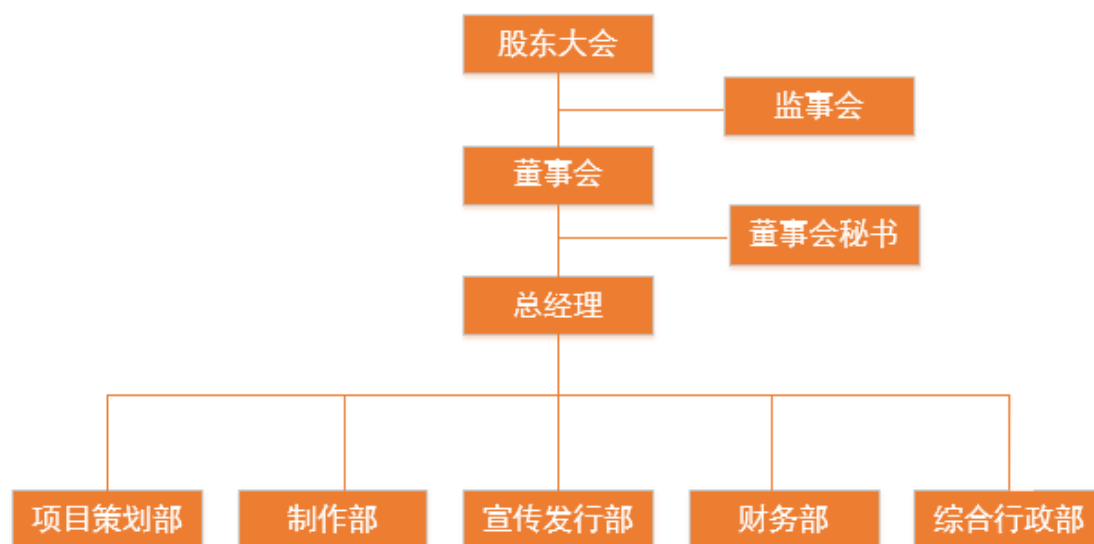 股东大会
监事会
董事会
董事会秘书
总经理
项目策划部
制作部
宣传发行部
财务部
综合行政部